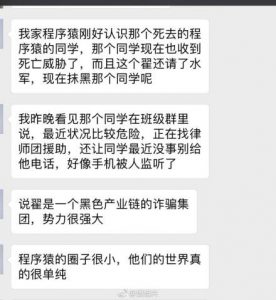 我家程序猿刚好认识那个死去的程
序猿的同学，那个同学现在也收到
死亡威胁了，而且这个翟还请了水
军，现在抹黑那个同学呢
我昨晚看见那个同学在班级群里
说，最近状况比较危险，正在找律
师团援助，还让同学最近没事别给
他电话，好像手机被人监听了
说翟是一个黑色产业链的诈骗集
团，势力很强大
程序猿的圈子很小，他们的世界真
的很单纯